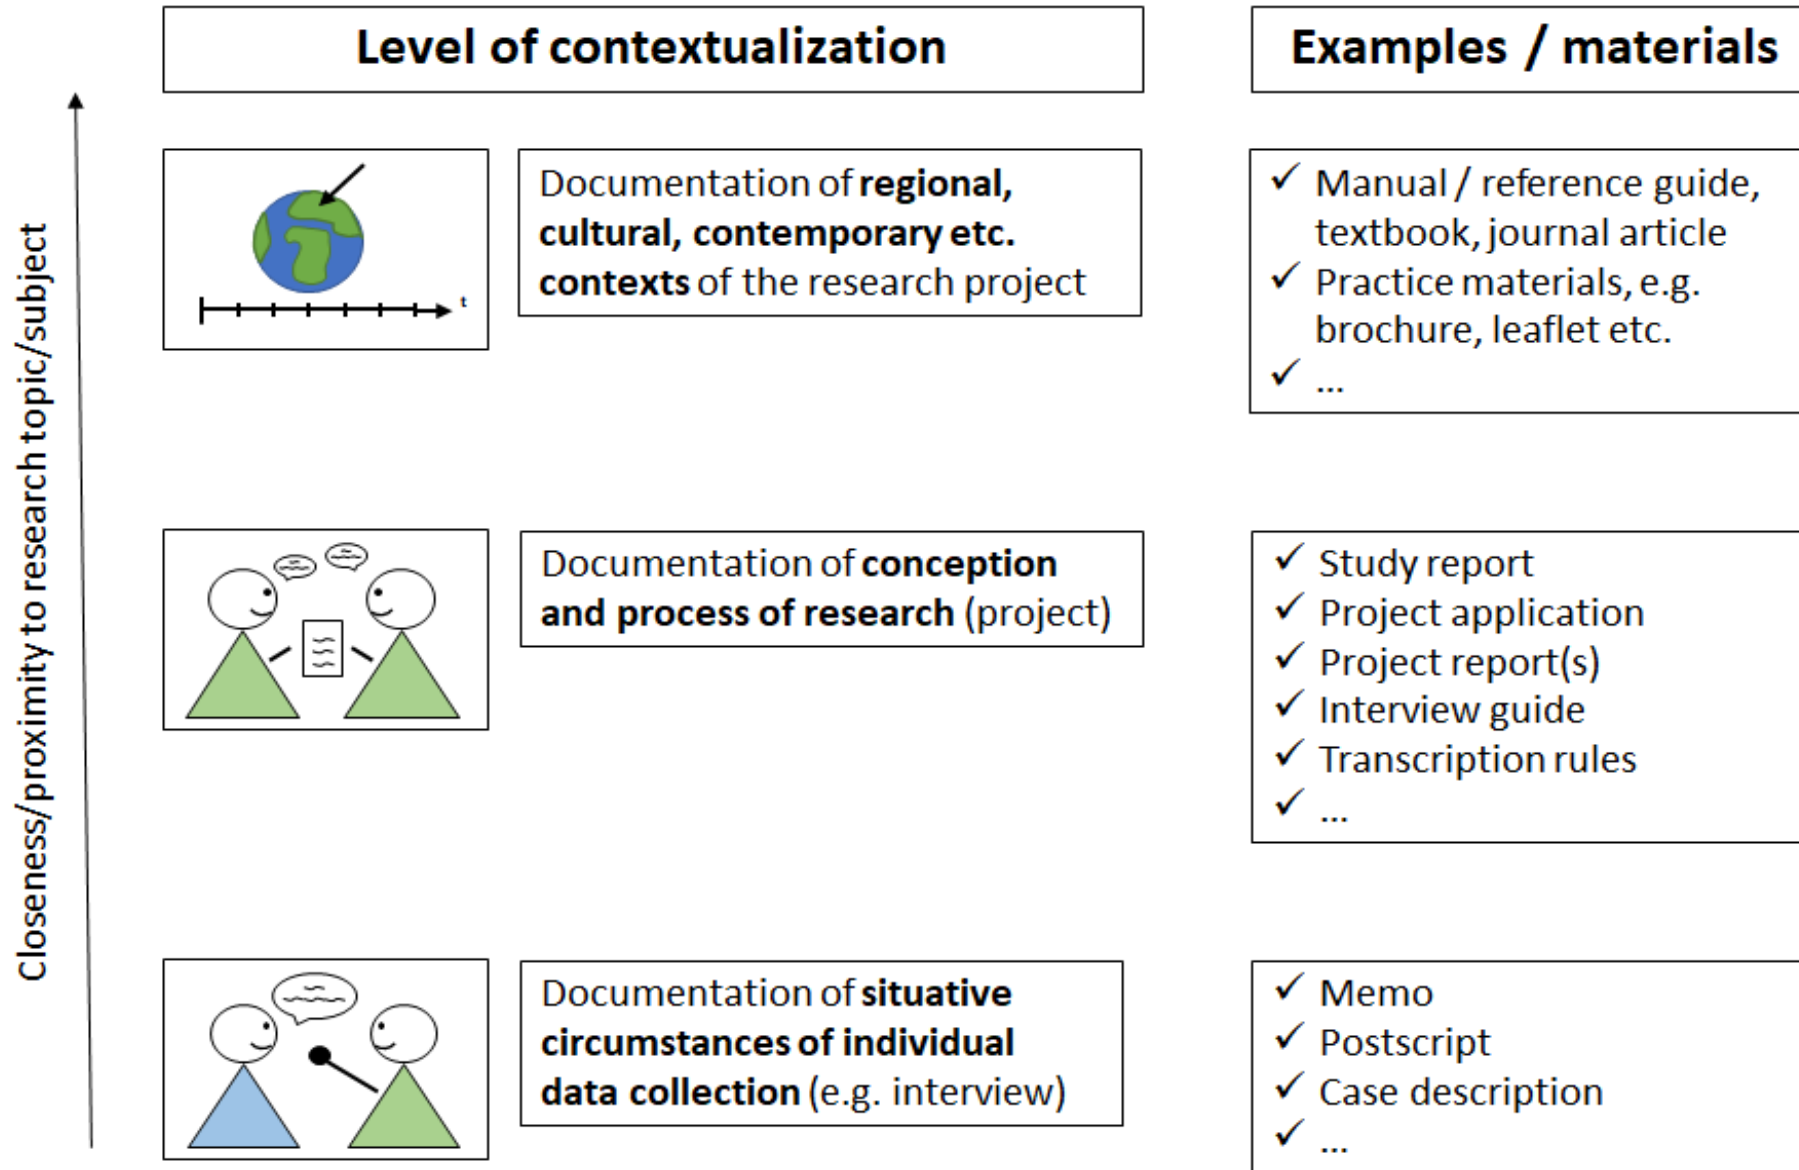 Level of contextualization
Examples / materials
Closeness/proximity to research topic/subject
t
Documentation of regional,
cultural, contemporary etc.
contexts of the research project
✓ Manual / reference guide,
textbook, journal article
✓ Practice materials, e.g.
brochure, leaflet etc.
✓ ...
Documentation of conception
and process of research (project)
✓ Study report
✓ Project application
✓ Project report(s)
✓ Interview guide
✓ Transcription rules
✓ ...
Documentation of situative
circumstances of individual
data collection (e.g. interview)
✓ Memo
✓ Postscript
✓ Case description
✓ ...